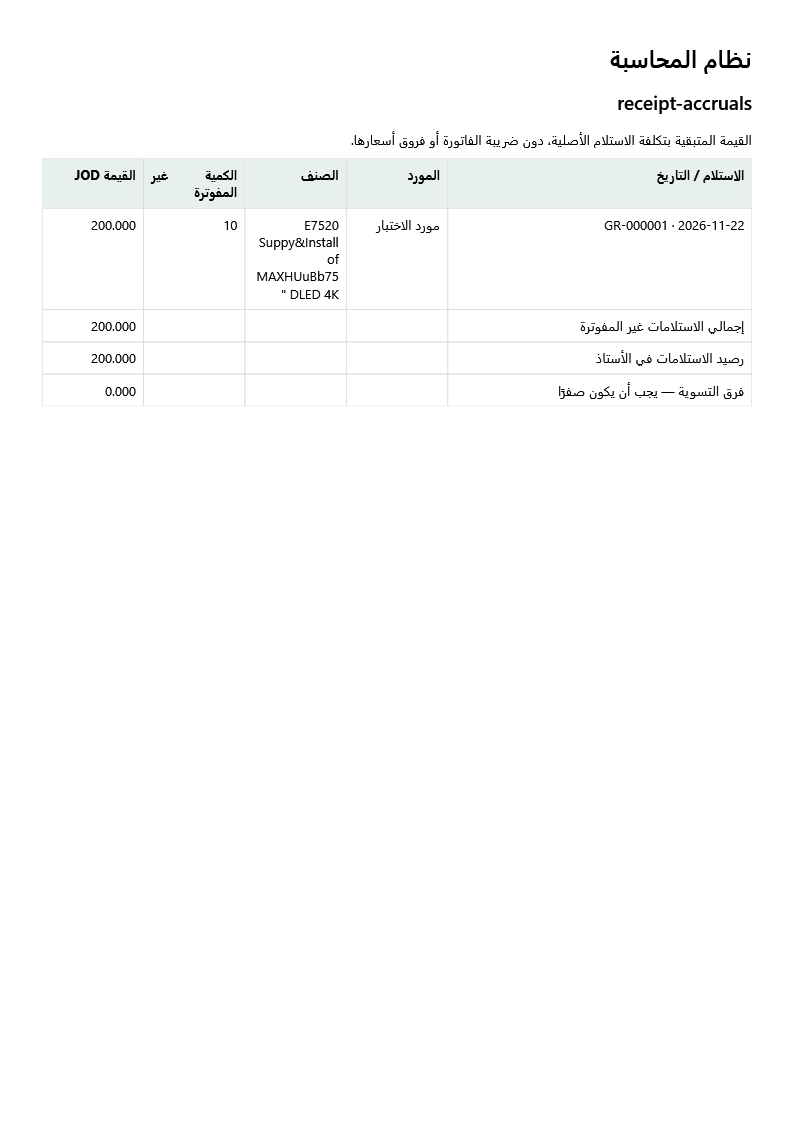 نظام المحاسبة
receipt-accruals
القيمة المتبقية بتكلفة الاستلام الأصلية، دون ضريبة الفاتورة أو فروق أسعارها.
الاستلام / التاريخ المورد الصنف الكمية غير القيمة JOD
المفوترة
GR-000001 · 2026-11-22 مورد الاختبار E7520 10 200.000
Suppy&Install
of
MAXHUuBb75
" DLED 4K
إجمالي الاستلامات غير المفوترة 200.000
رصيد الاستلامات في الأستاذ 200.000
فرق التسوية — يجب أن يكون صفرًا 0.000